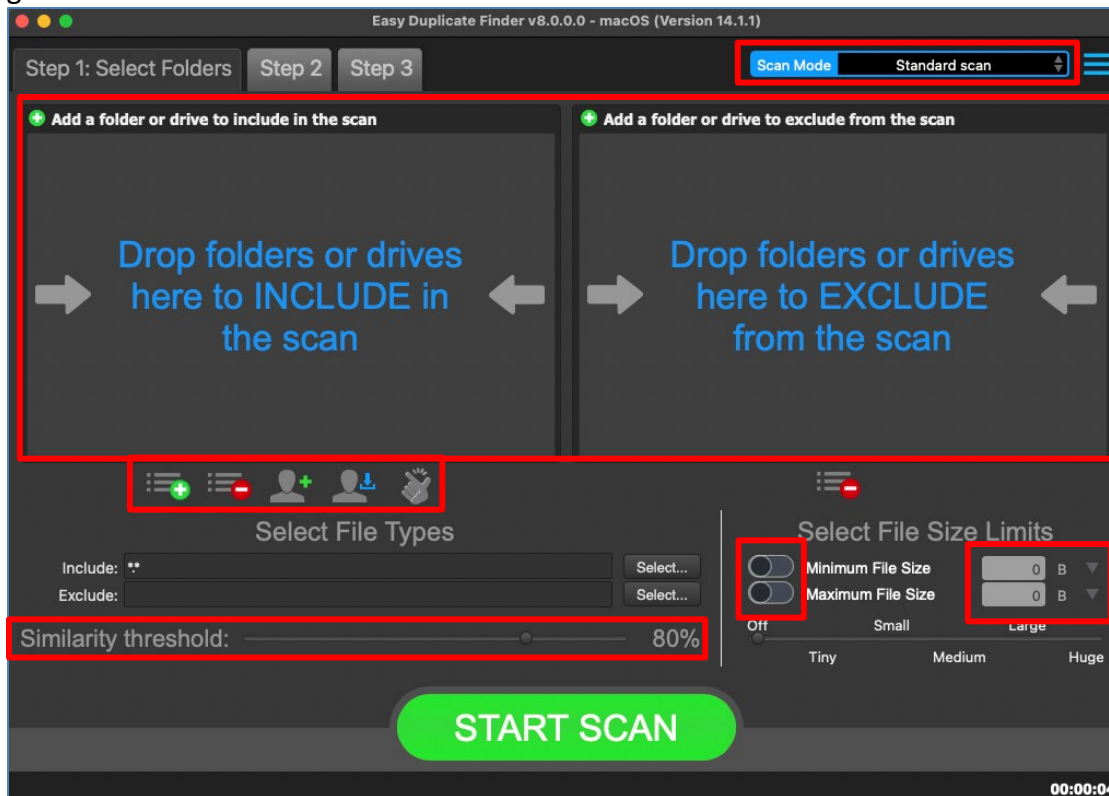 Easy Duplicate Finder v8.0.0.0 - macOS (Version 14.1.1)
Step 1: Select Folders Step 2 Step 3 Scan Mode Standard scan
Add a folder or drive to include in the scan
Add a folder or drive to exclude from the scan
Drop folders or drives
here to INCLUDE in
the scan
Drop folders or drives
here to EXCLUDE
from the scan
Select File Types
Include: *.*  Select...
Exclude: Select...
Similarity threshold: 80%
Select File Size Limits
Minimum File Size 0 B
Maximum File Size 0 B
Off Small Large
Tiny Medium Huge
START SCAN